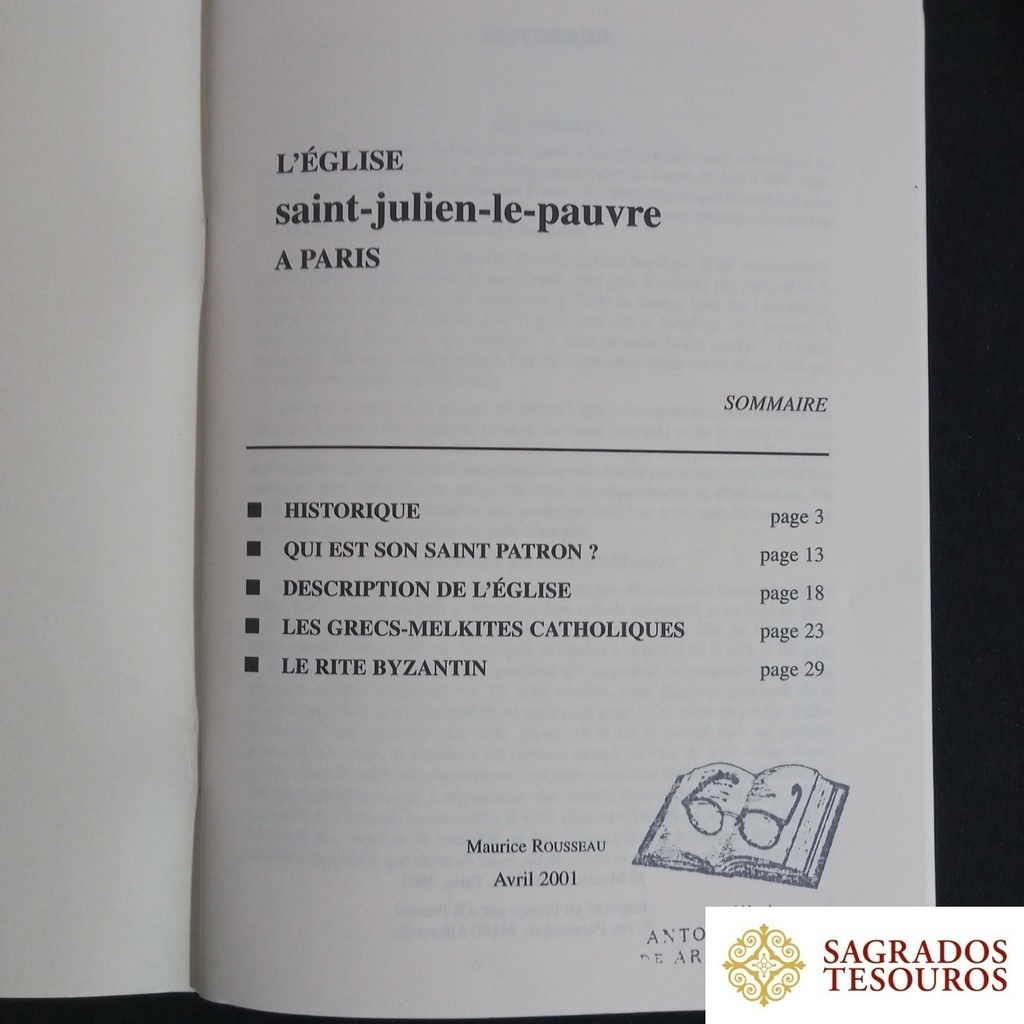 L'ÉGLISE
saint-julien-le-pauvre
A PARIS
SOMMAIRE
■ HISTORIQUE page 3
■ QUI EST SON SAINT PATRON ? page 13
■ DESCRIPTION DE L'ÉGLISE page 18
■ LES GRECS-MELKITES CATHOLIQUES page 23
■ LE RITE BYZANTIN page 29
Maurice ROUSSEAU
Avril 2001
SAGRADOS
TESOUROS